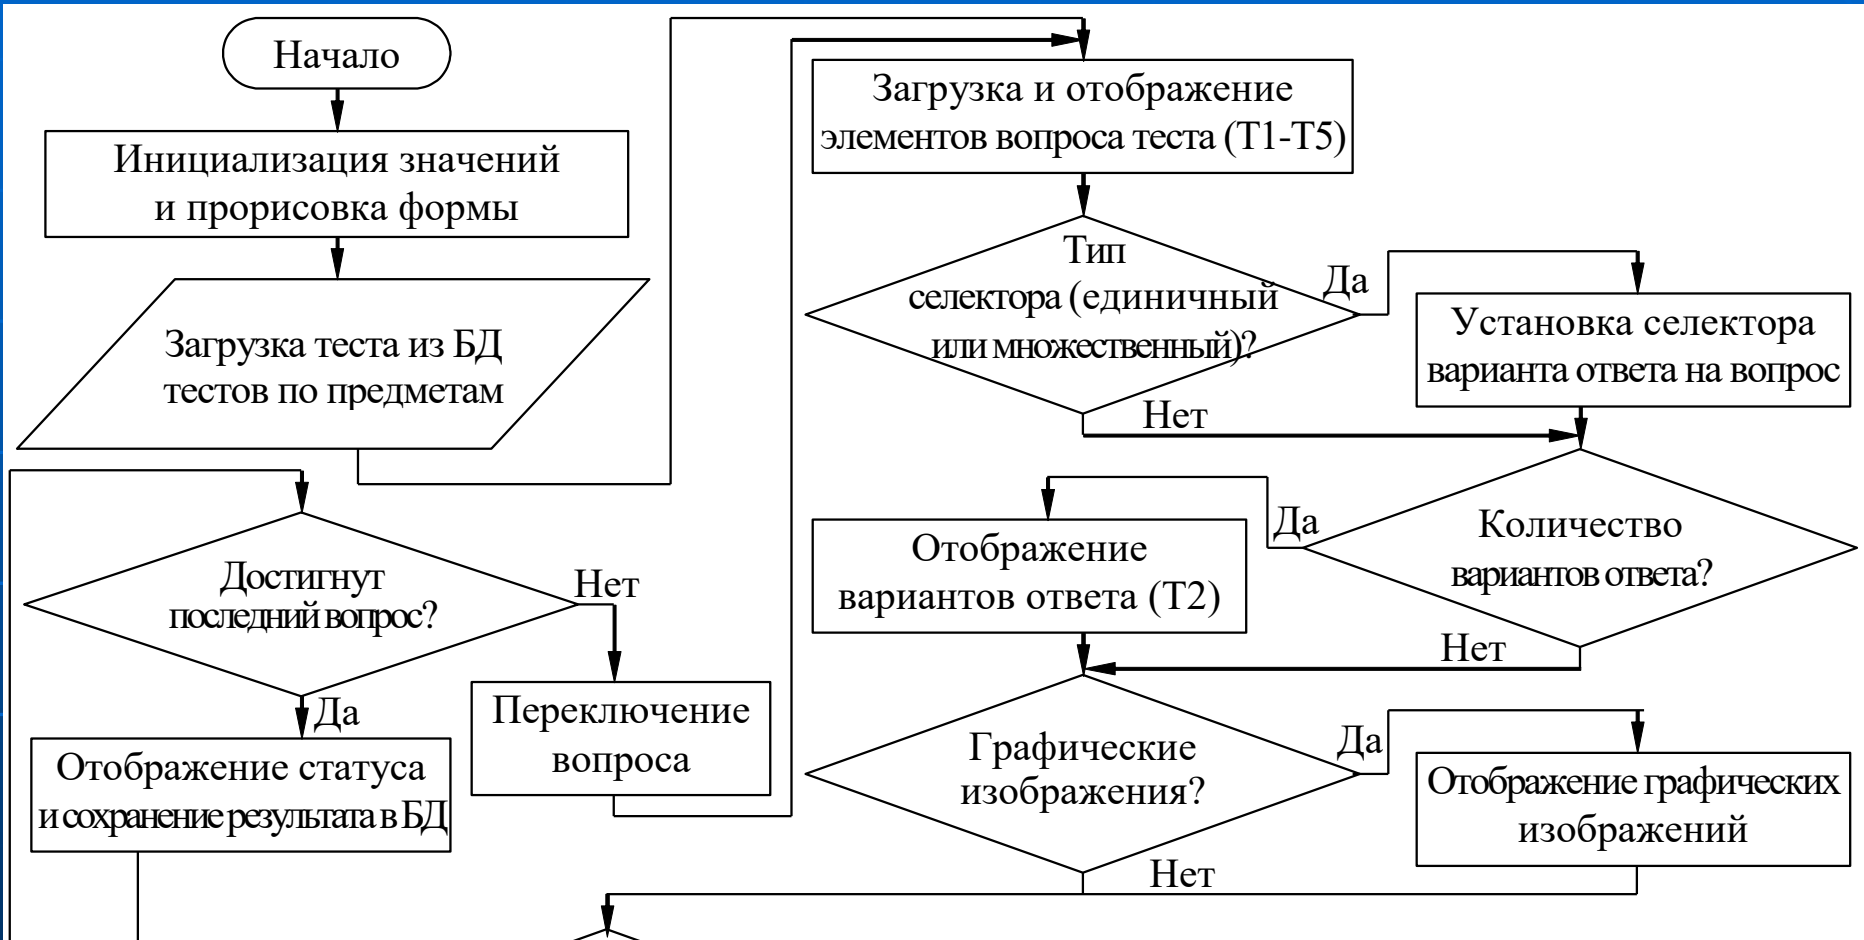 Начало
Инициализация значений
и прорисовка формы
Загрузка теста из БД
тестов по предметам
Загрузка и отображение
элементов вопроса теста (Т1-Т5)
Тип
селектора (единичный
или множественный)?
Да
Нет
Установка селектора
варианта ответа на вопрос
Количество
вариантов ответа?
Да
Нет
Отображение
вариантов ответа (Т2)
Графические
изображения?
Да
Нет
Отображение графических
изображений
Достигнут
последний вопрос?
Нет
Да
Переключение
вопроса
Отображение статуса
и сохранение результата в БД